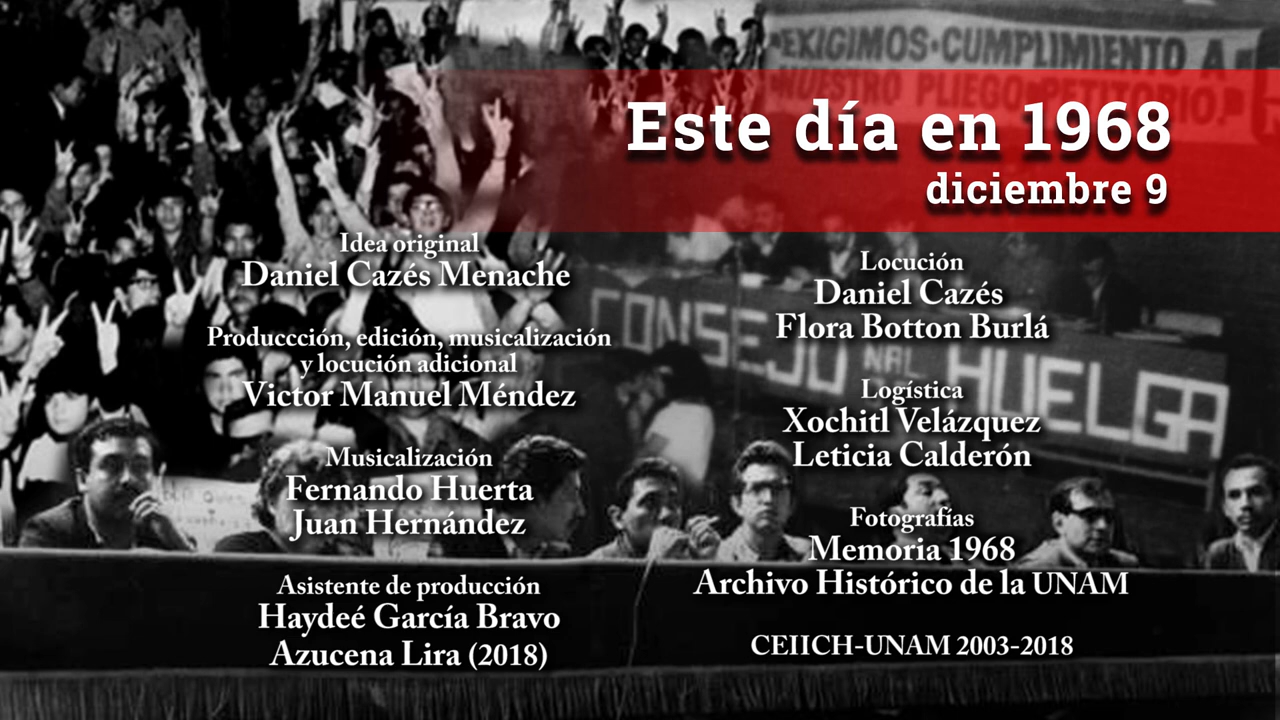 EXIGIMOS·CUMPLIMIENTO A
NUESTRO PLIEGO PETITORIO.
Este día en 1968
diciembre 9
Idea original
Daniel Cazés Menache
Produccción, edición, musicalización
y locución adicional
Victor Manuel Méndez
Musicalización
Fernando Huerta
Juan Hernández
Asistente de producción
Haydeé García Bravo
Azucena Lira (2018)
Locución
Daniel Cazés
Flora Botton Burlá
Logística
Xochitl Velázquez
Leticia Calderón
Fotografías
Memoria 1968
Archivo Histórico de la UNAM
CEIICH-UNAM 2003-2018
CONSEJO NAL HUELGA